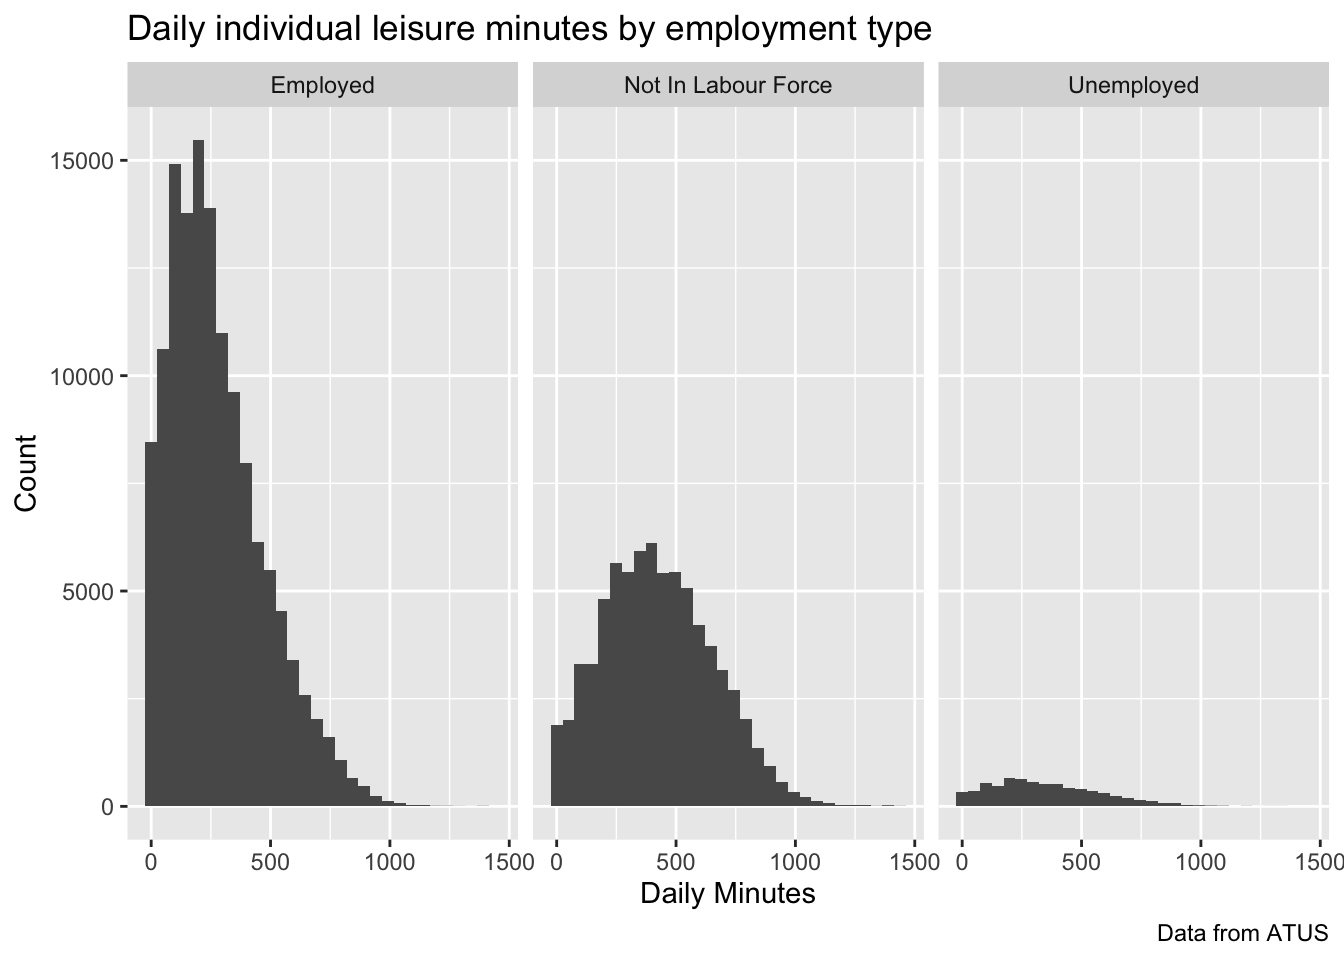 Daily individual leisure minutes by employment type
Employed
Not In Labour Force
Unemployed
15000
10000
5000
0
Count
0 500 1000 1500
0 500 1000 1500
0 500 1000 1500
Daily Minutes
Data from ATUS